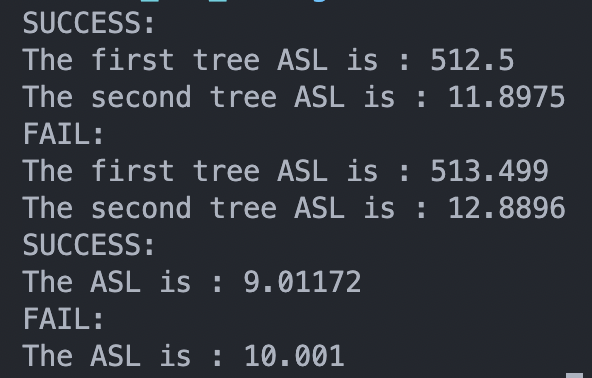 SUCCESS:
The first tree ASL is : 512.5
The second tree ASL is : 11.8975
FAIL:
The first tree ASL is : 513.499
The second tree ASL is : 12.8896
SUCCESS:
The ASL is : 9.01172
FAIL:
The ASL is : 10.001